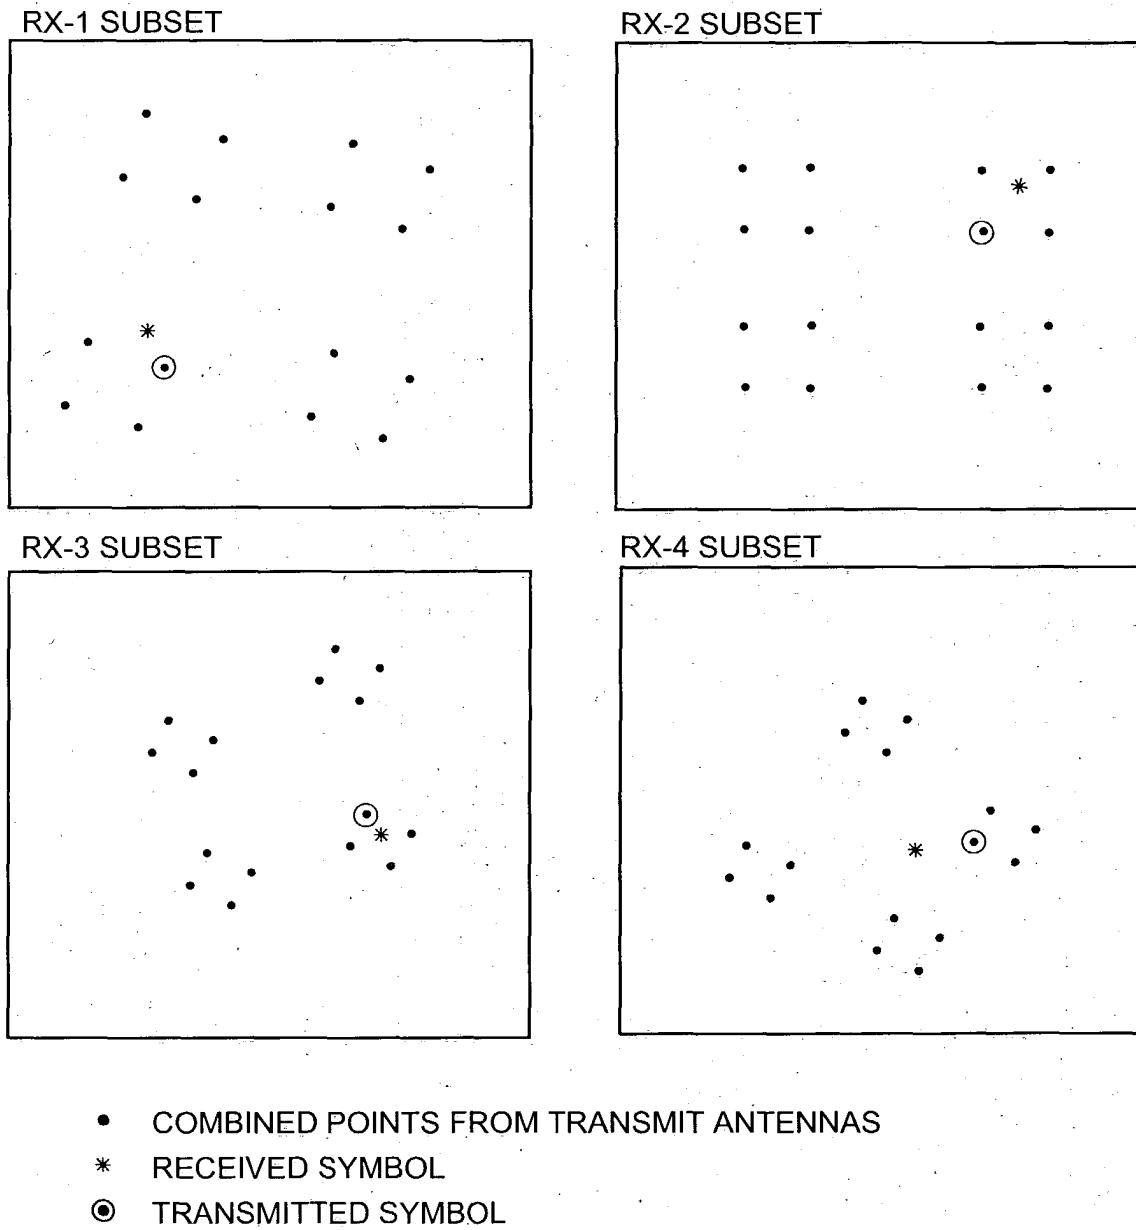 RX-1 SUBSET
RX-2 SUBSET
RX-3 SUBSET
RX-4 SUBSET
COMBINED POINTS FROM TRANSMIT ANTENNAS
RECEIVED SYMBOL
TRANSMITTED SYMBOL